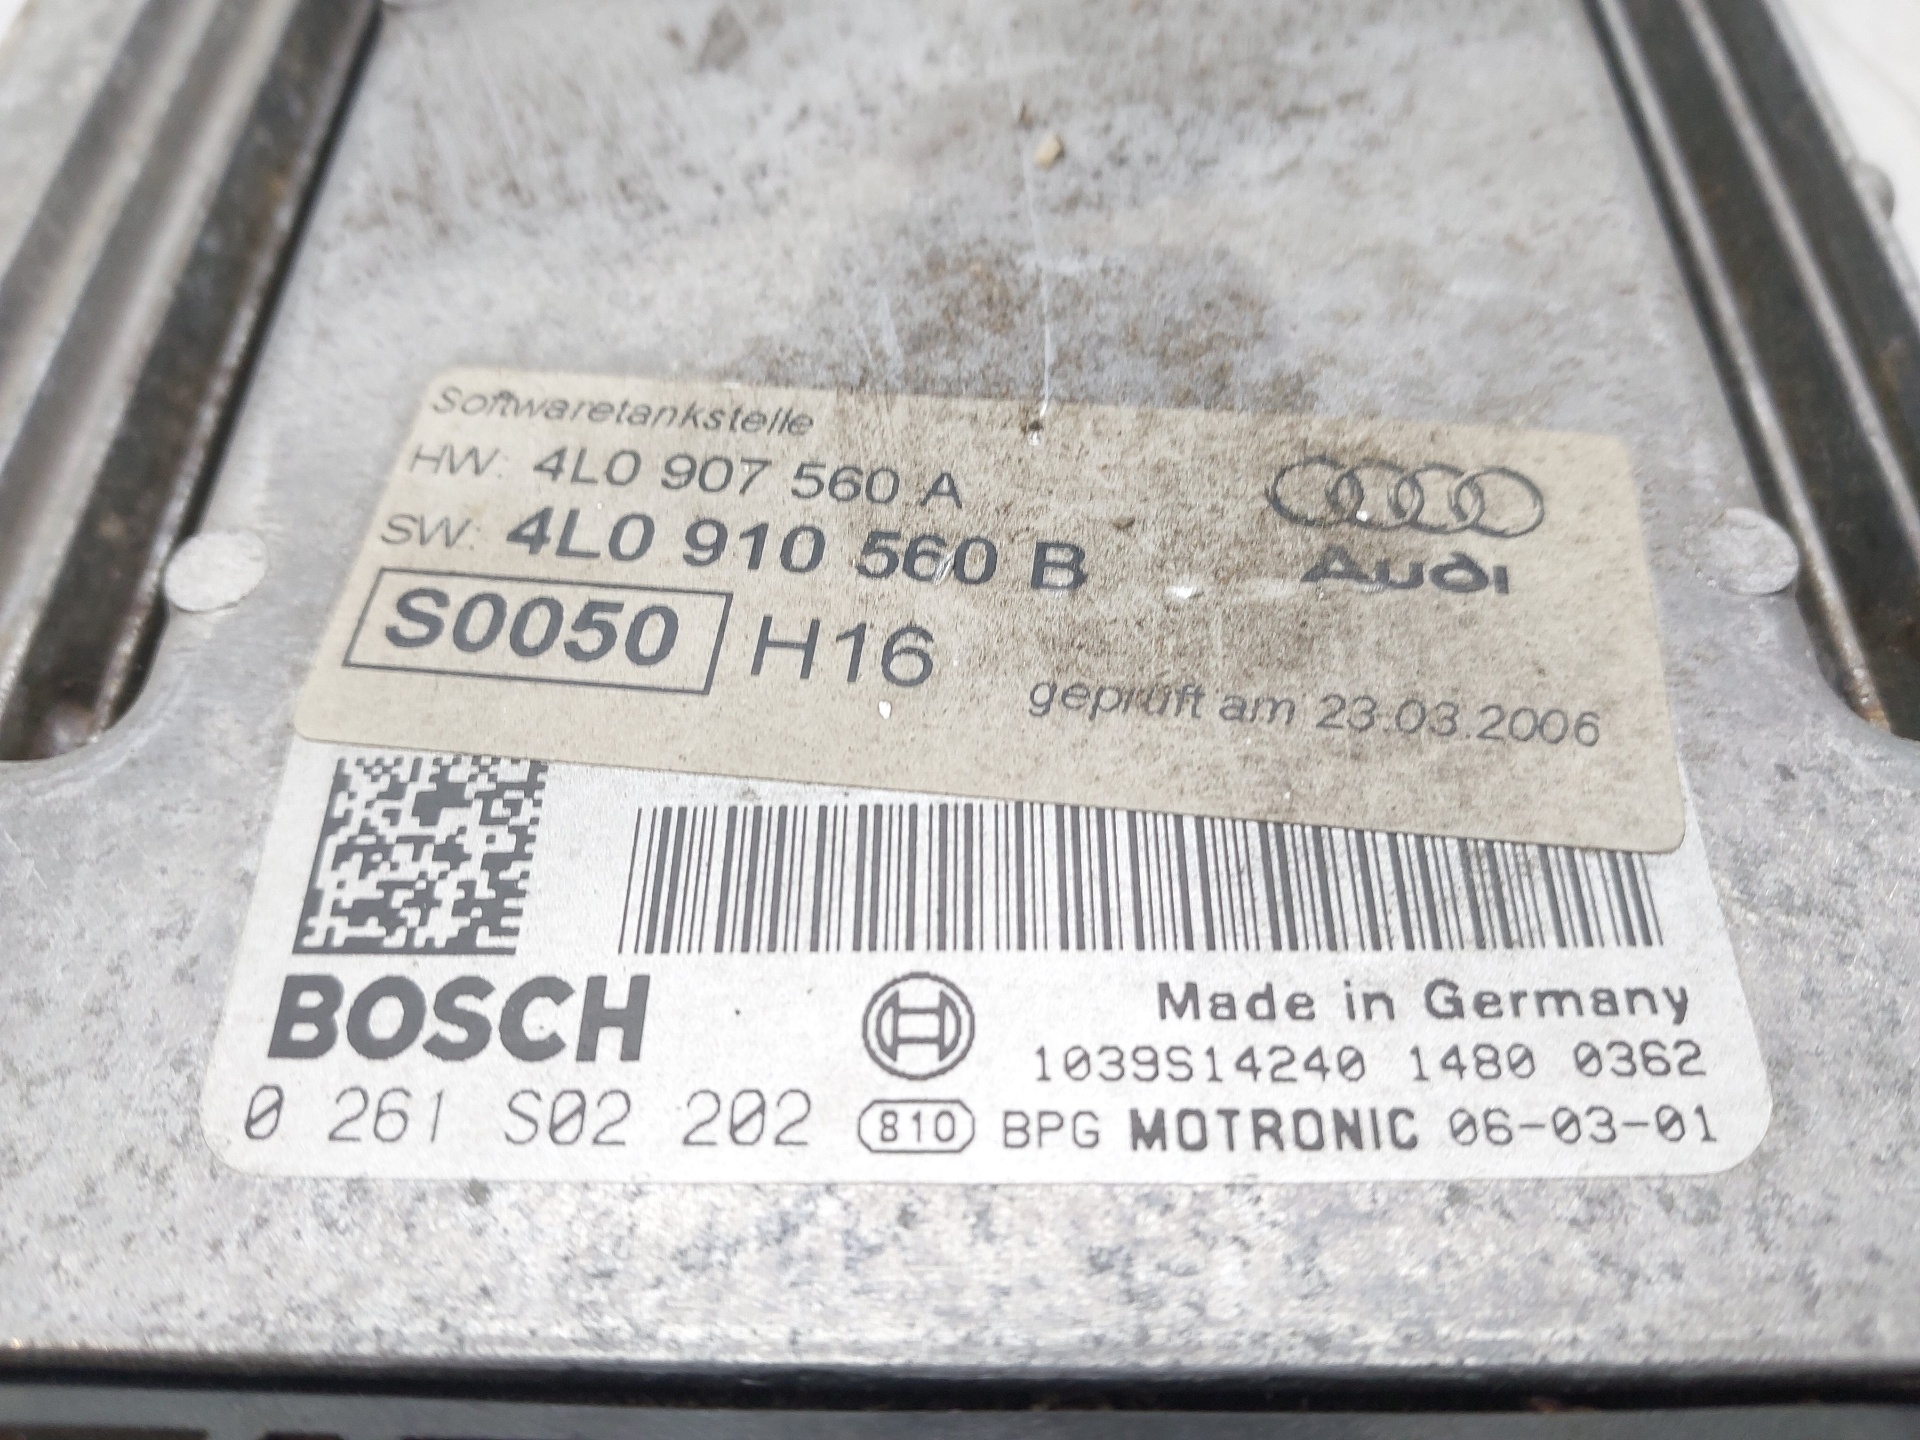 Softwaretankstelle
HW: 4L0 907 560 A
SW: 4L0 910 560 B
Audi
S0050 H16
geprüft am 23.03.2006
BOSCH
Made in Germany
1039S14240 1480 0362
0 261 S02 202 810 BPG MOTRONIC 06-03-01